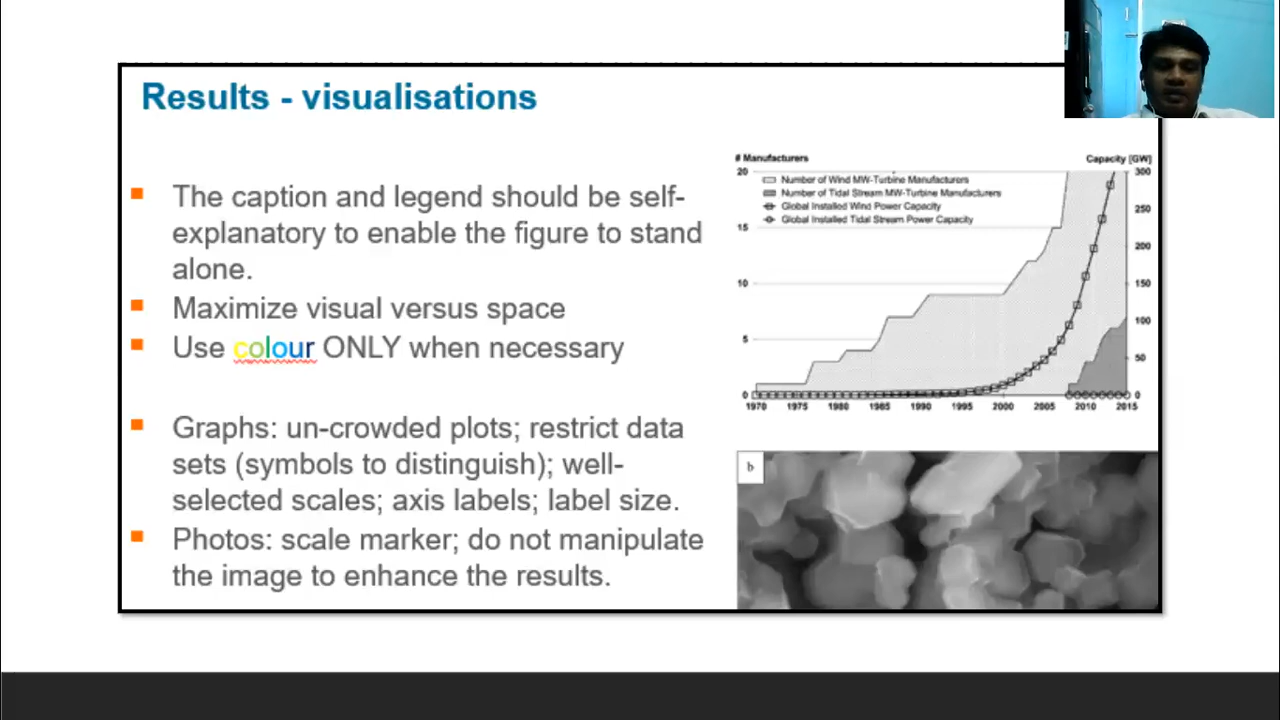 Results - visualisations
The caption and legend should be self-
explanatory to enable the figure to stand
alone.
Maximize visual versus space
Use colour ONLY when necessary
Graphs: un-crowded plots; restrict data
sets (symbols to distinguish); well-
selected scales; axis labels; label size.
Photos: scale marker; do not manipulate
the image to enhance the results.
# Manufacturers
Capacity [GW]
Number of Wind MW-Turbine Manufacturers
Number of Tidal Stream MW-Turbine Manufacturers
Global Installed Wind Power Capacity
Global Installed Tidal Stream Power Capacity
20
15
10
5
0
300
250
200
150
100
50
0
1970 1975 1980 1985 1990 1995 2000 2005 2010 2015
b